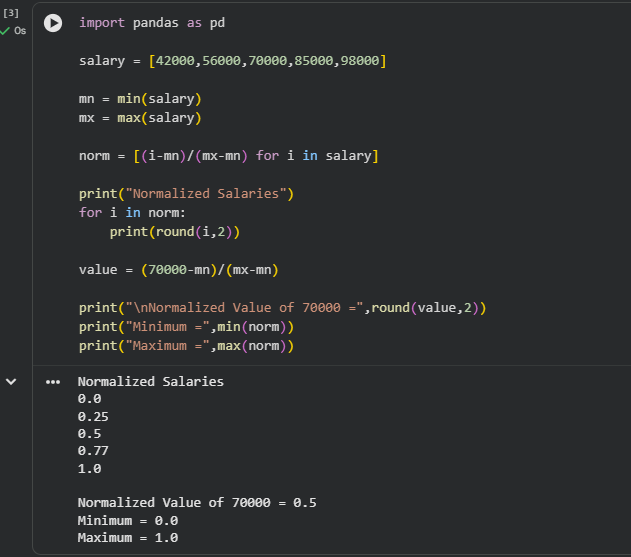 [3]
0s
import pandas as pd
salary = [42000,56000,70000,85000,98000]
mn = min(salary)
mx = max(salary)
norm = [(i-mn)/(mx-mn) for i in salary]
print("Normalized Salaries")
for i in norm:
    print(round(i,2))
value = (70000-mn)/(mx-mn)
print("\nNormalized Value of 70000 =",round(value,2))
print("Minimum =",min(norm))
print("Maximum =",max(norm))
Normalized Salaries
0.0
0.25
0.5
0.77
1.0
Normalized Value of 70000 = 0.5
Minimum = 0.0
Maximum = 1.0